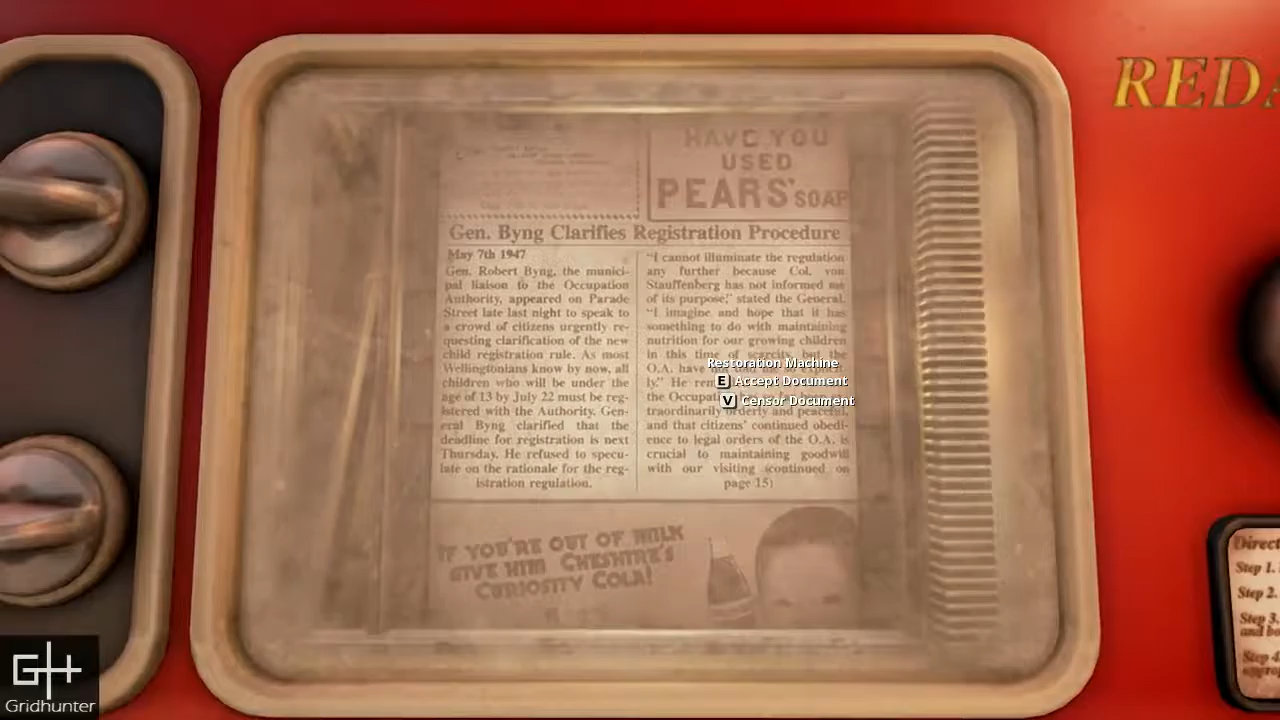 REDA
HAVE YOU
USED
PEARS' SOAP
Gen. Byng Clarifies Registration Procedure
May 7th 1947
Gen. Robert Byng, the munici-
pal liaison to the Occupation
Authority, appeared on Parade
Street late last night to speak to
a crowd of citizens urgently re-
questing clarification of the new
child registration rule. As most
Wellingtonians know by now, all
children who will be under the
age of 13 by July 22 must be reg-
istered with the Authority. Gen-
eral Byng clarified that the
deadline for registration is next
Thursday. He refused to specu-
late on the rationale for the reg-
istration regulation.
"I cannot illuminate the regulation
any further because Col. von
Stauffenberg has not informed me
of its purpose," stated the General.
"I imagine and hope that it has
something to do with maintaining
nutrition for our growing children
in this time of scarcity, but the
O.A. have
ly." He rem
the Occupat
traordinarily orderly and peaceful,
and that citizens' continued obedi-
ence to legal orders of the O.A. is
crucial to maintaining goodwill
with our visiting (continued on
page 15)
Restoration Machine
E Accept Document
V Censor Document
IF YOU'RE OUT OF MILK
GIVE HIM CHESHIRE'S
CURIOSITY COLA!
Direct
Step 1.
Step 2.
Step 3.
and bo
Step 4
approp
GH
Gridhunter